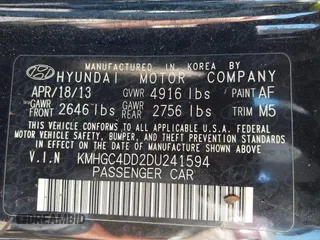 MANUFACTURED IN KOREA BY
HYUNDAI MOTOR COMPANY
APR/18/13 GVWR 4916 lbs PAINT AF
GAWR FRONT 2646 lbs GAWR REAR 2756 lbs TRIM M5
THIS VEHICLE CONFORMS TO ALL APPLICABLE
U.S. FEDERAL MOTOR VEHICLE SAFETY, BUMPER,
AND THEFT PREVENTION STANDARDS IN EFFECT
ON THE DATE OF MANUFACTURE SHOWN ABOVE.
V.I.N KMHGC4DD2DU241594
PASSENGER CAR
DREAMBID